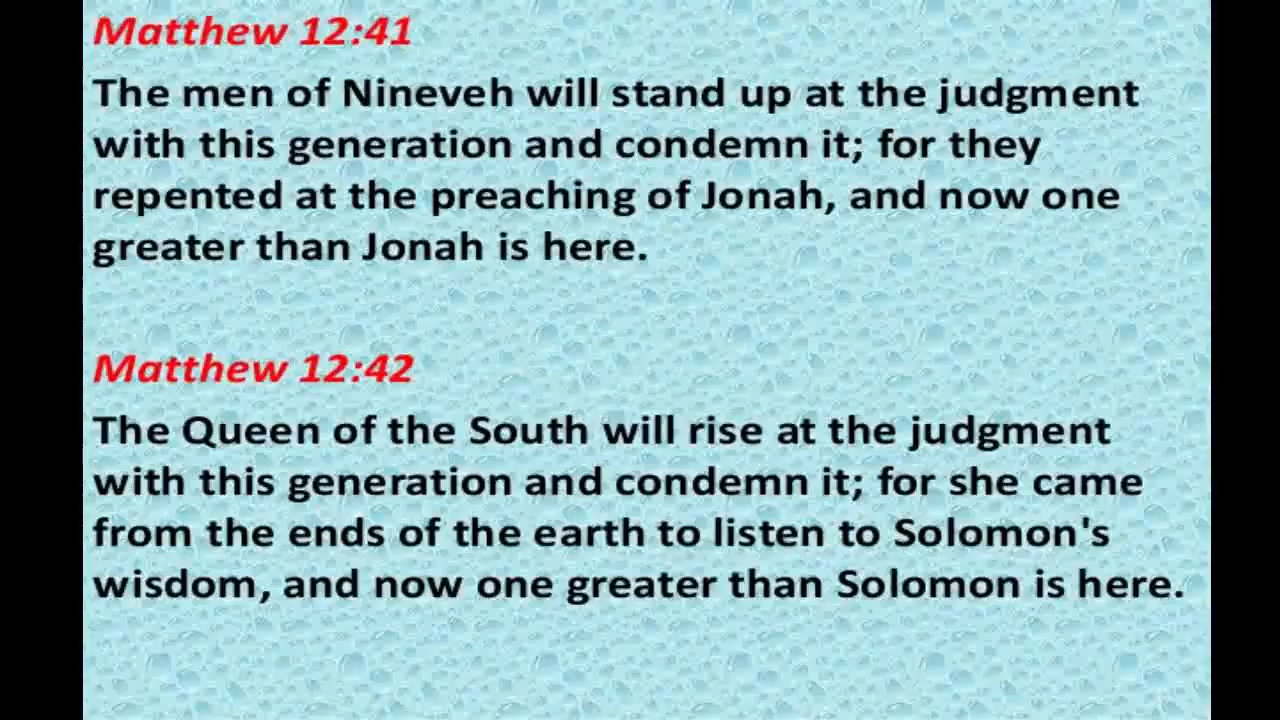 Matthew 12:41
The men of Nineveh will stand up at the judgment
with this generation and condemn it; for they
repented at the preaching of Jonah, and now one
greater than Jonah is here.
Matthew 12:42
The Queen of the South will rise at the judgment
with this generation and condemn it; for she came
from the ends of the earth to listen to Solomon's
wisdom, and now one greater than Solomon is here.